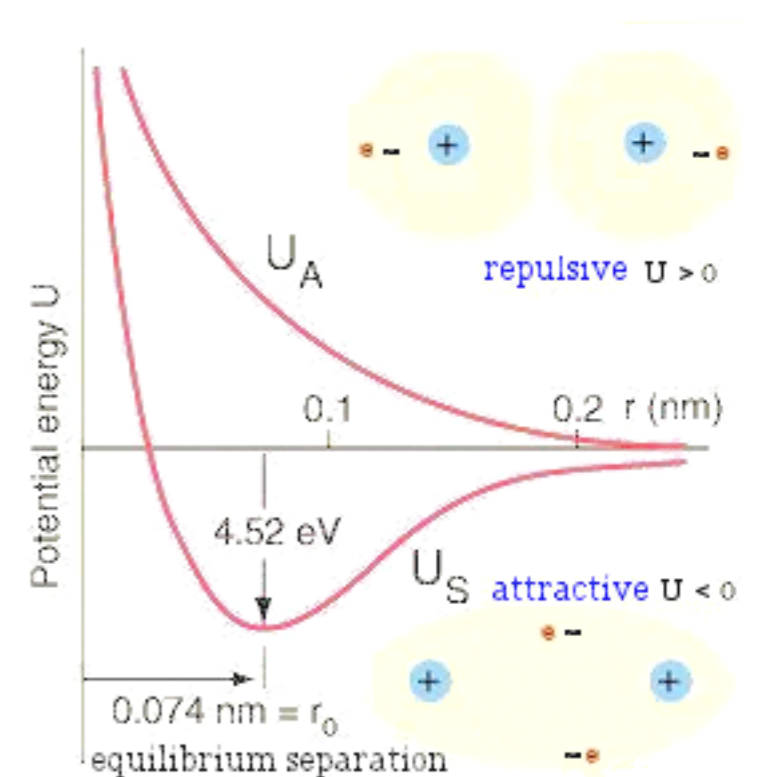 +
+
-
-
U_A
repulsive U > 0
Potential energy U
0.1
0.2 r (nm)
4.52 eV
U_S
attractive U < 0
-
+
+
0.074 nm = r_0
-
equilibrium separation